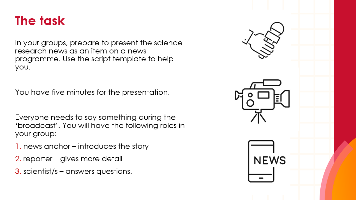 The task
In your groups, prepare to present the science
research news as an item on a news
programme. Use the script template to help
you.
You have five minutes for the presentation.
Everyone needs to say something during the
'broadcast'. You will have the following roles in
your group:
1. news anchor – introduces the story
2. reporter – gives more detail
3. scientist/s – answers questions.
NEWS